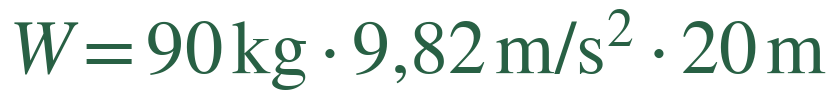 W = 90 kg · 9,82 m/s² · 20 m